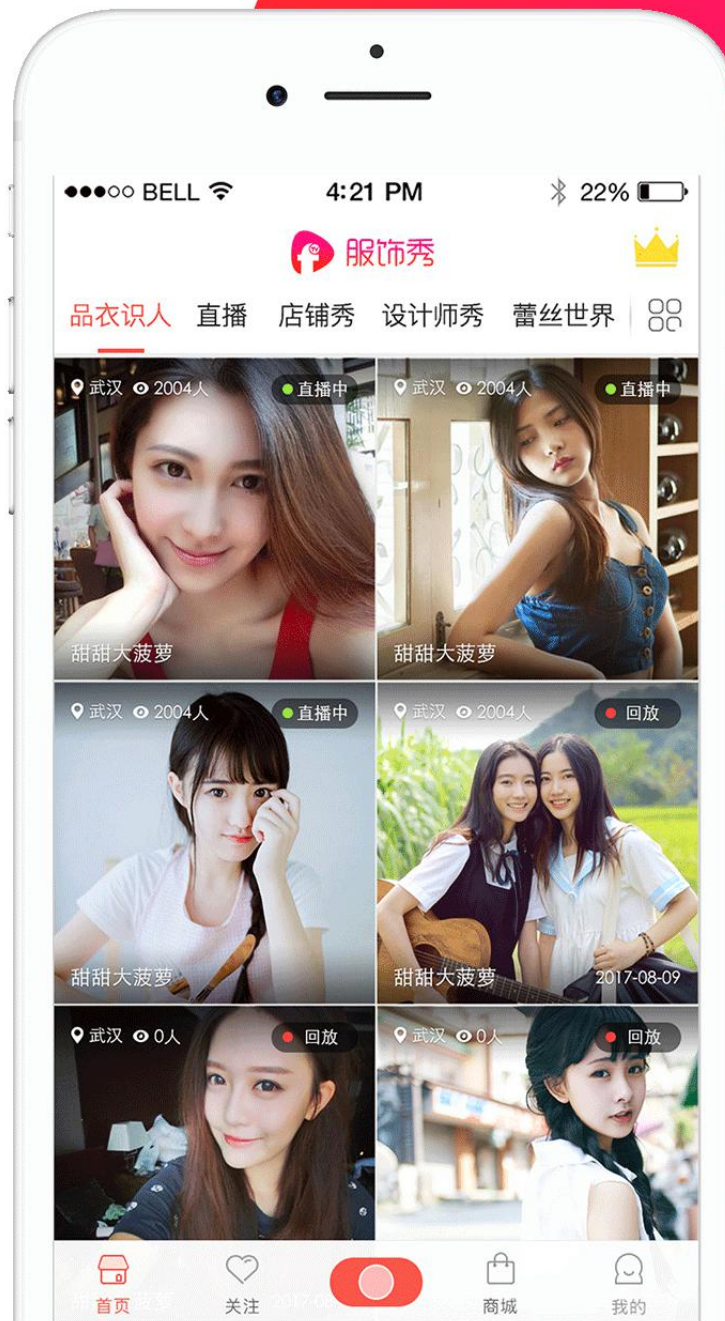 BELL 4:21 PM 22%
服饰秀
品衣识人 直播 店铺秀 设计师秀 蕾丝世界
武汉 2004人 直播中 武汉 2004人 直播中
甜甜大菠萝 甜甜大菠萝
武汉 2004人 直播中 武汉 2004人 回放
甜甜大菠萝 甜甜大菠萝 2017-08-09
武汉 0人 回放 武汉 0人 回放
首页 关注 商城 我的